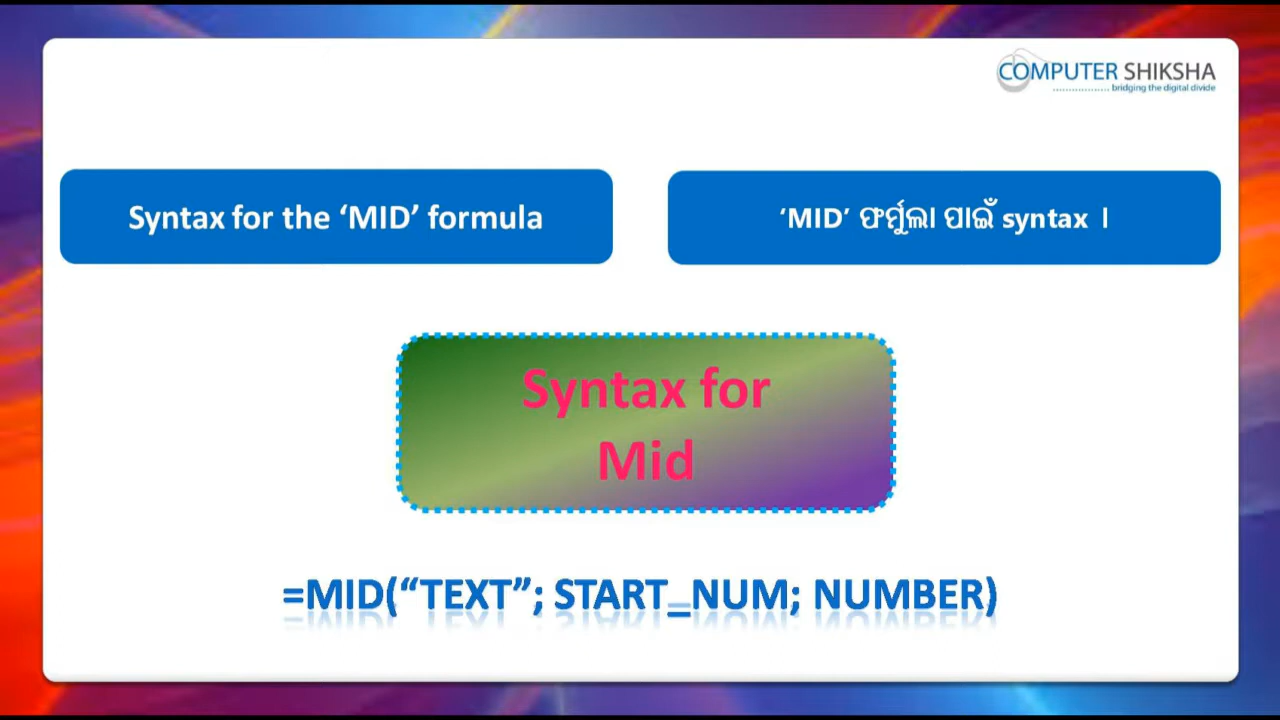 COMPUTER SHIKSHA
bridging the digital divide
Syntax for the ‘MID’ formula
‘MID’ ଫର୍ମୁଲା ପାଇଁ syntax ।
Syntax for
Mid
=MID(“TEXT”; START_NUM; NUMBER)